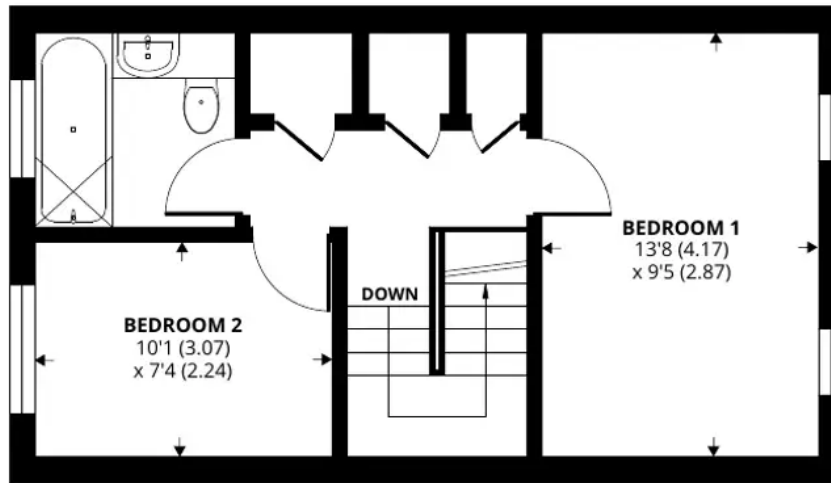 BEDROOM 1
13'8 (4.17)
x 9'5 (2.87)
DOWN
BEDROOM 2
10'1 (3.07)
x 7'4 (2.24)